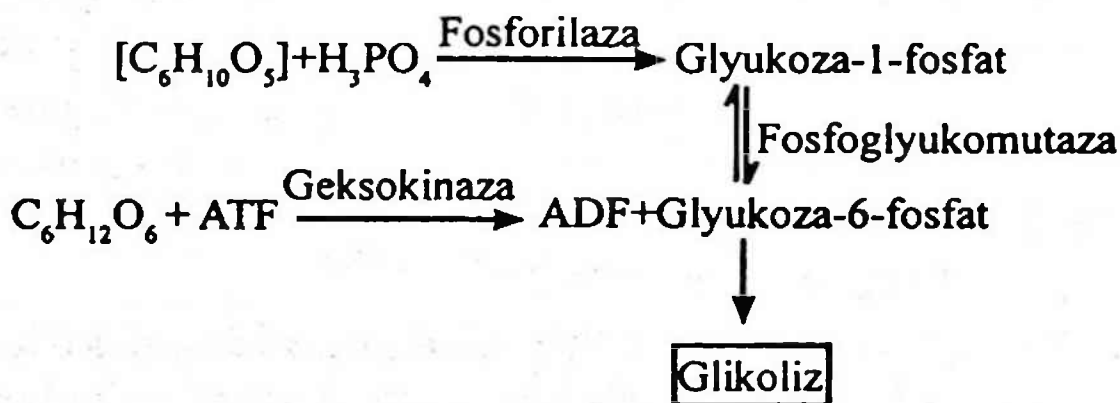 [C₆H₁₀O₅]+H₃PO₄ Fosforilaza Glyukoza-1-fosfat
Fosfoglyukomutaza
C₆H₁₂O₆ + ATF Geksokinaza ADF+Glyukoza-6-fosfat
Glikoliz